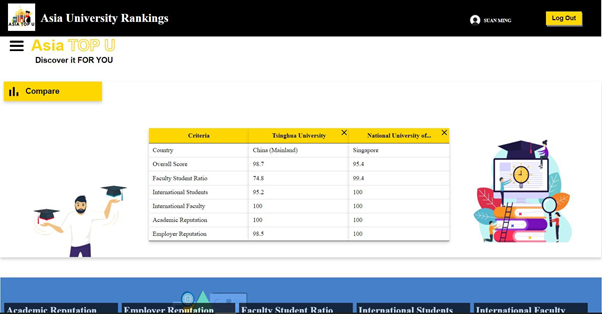 ASIA TOP U
Asia University Rankings
SUAN MING
Log Out
Asia TOP U
Discover it FOR YOU
Compare
Criteria Tsinghua University National University of...
Country China (Mainland) Singapore
Overall Score 98.7 95.4
Faculty Student Ratio 74.8 99.4
International Students 95.2 100
International Faculty 100 100
Academic Reputation 100 100
Employer Reputation 98.5 100
Academic Reputation Employer Reputation Faculty Student Ratio International Students International Faculty